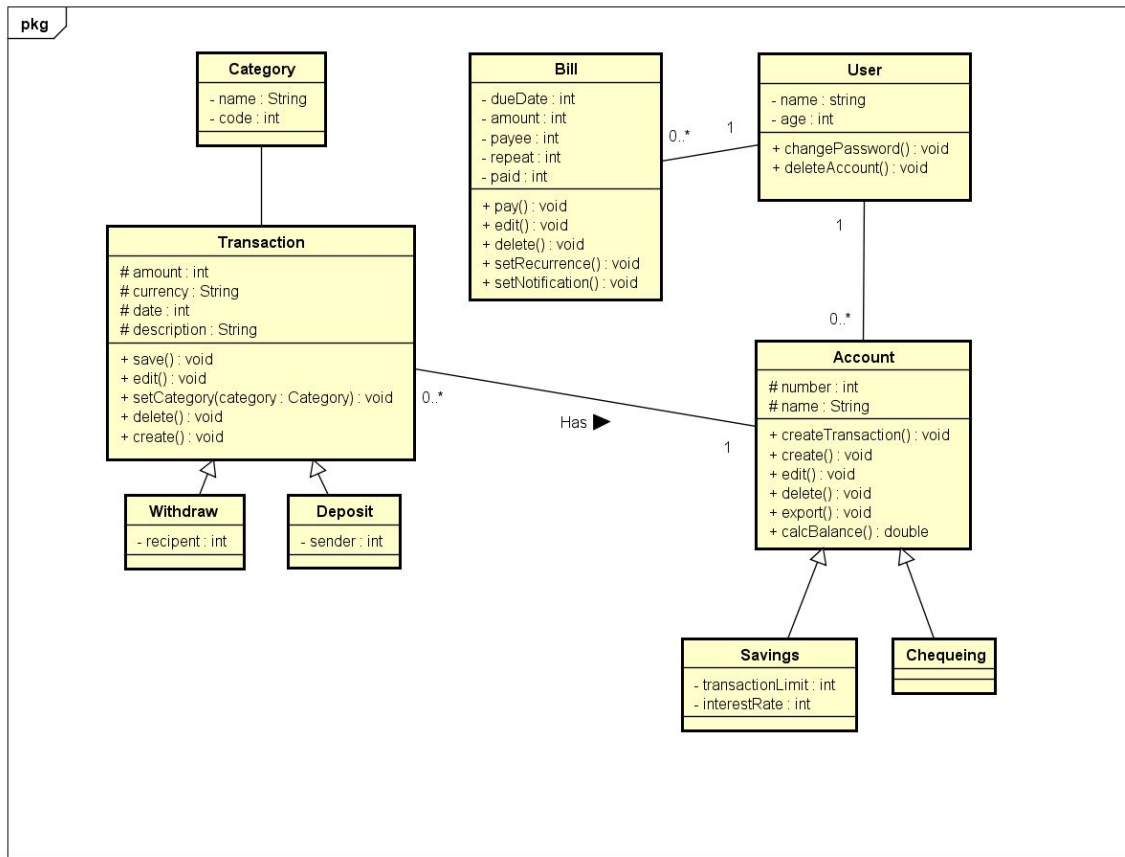 pkg
Category
- name : String
- code : int
Bill
- dueDate : int
- amount : int
- payee : int
- repeat : int
- paid : int
+ pay() : void
+ edit() : void
+ delete() : void
+ setRecurrence() : void
+ setNotification() : void
0..*
1
User
- name : string
- age : int
+ changePassword() : void
+ deleteAccount() : void
1
0..*
Transaction
# amount : int
# currency : String
# date : int
# description : String
+ save() : void
+ edit() : void
+ setCategory(category : Category) : void
+ delete() : void
+ create() : void
0..*
Has ▶
1
Account
# number : int
# name : String
+ createTransaction() : void
+ create() : void
+ edit() : void
+ delete() : void
+ export() : void
+ calcBalance() : double
Withdraw
- recipent : int
Deposit
- sender : int
Savings
- transactionLimit : int
- interestRate : int
Chequeing